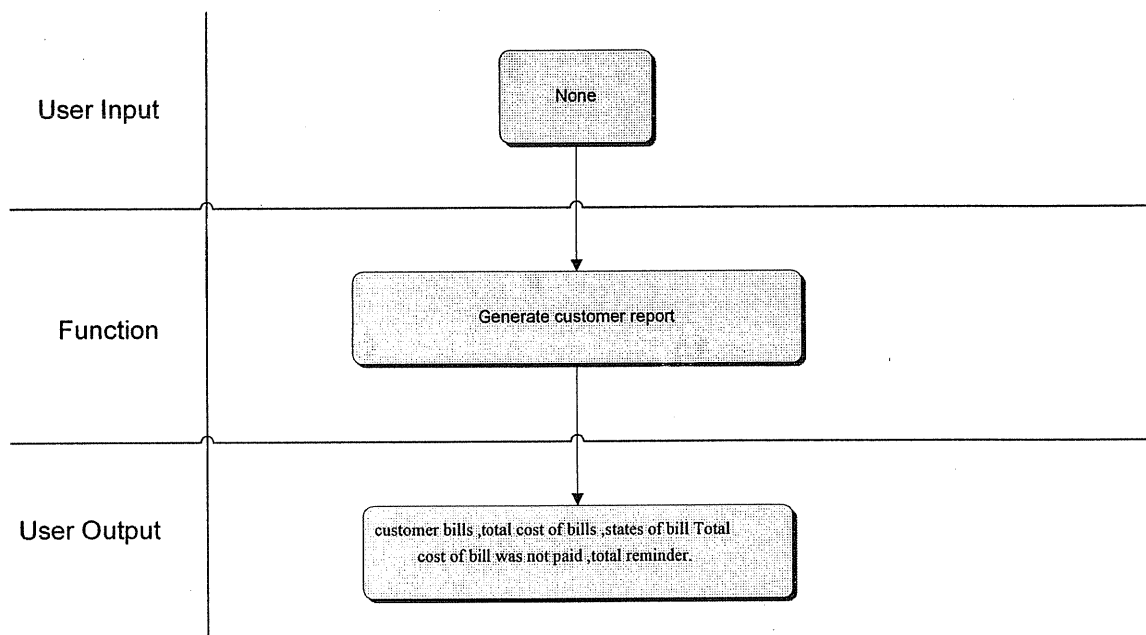 User Input
None
Function
Generate customer report
User Output
customer bills ,total cost of bills ,states of bill Total
cost of bill was not paid ,total reminder.